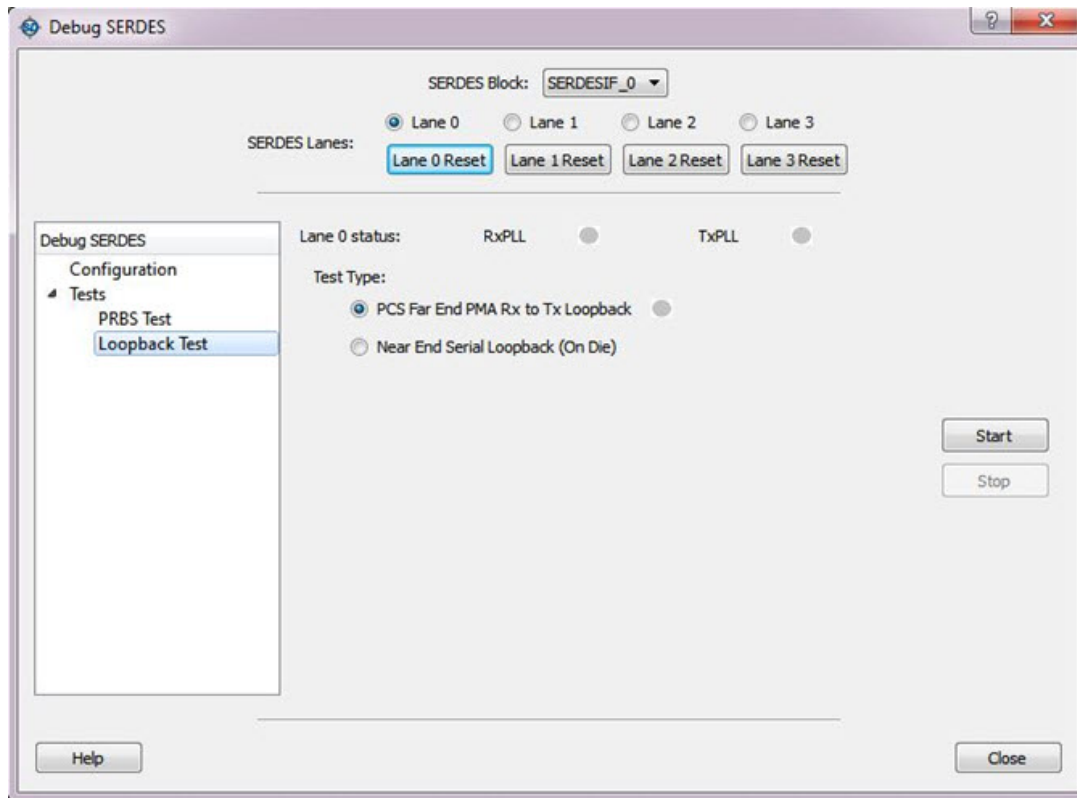 Debug SERDES
?
SERDES Block: SERDESIF_0
SERDES Lanes:
Lane 0 Lane 1 Lane 2 Lane 3
Lane 0 Reset Lane 1 Reset Lane 2 Reset Lane 3 Reset
Debug SERDES
Configuration
Tests
PRBS Test
Loopback Test
Lane 0 status: RxPLL TxPLL
Test Type:
PCS Far End PMA Rx to Tx Loopback
Near End Serial Loopback (On Die)
Start
Stop
Help
Close